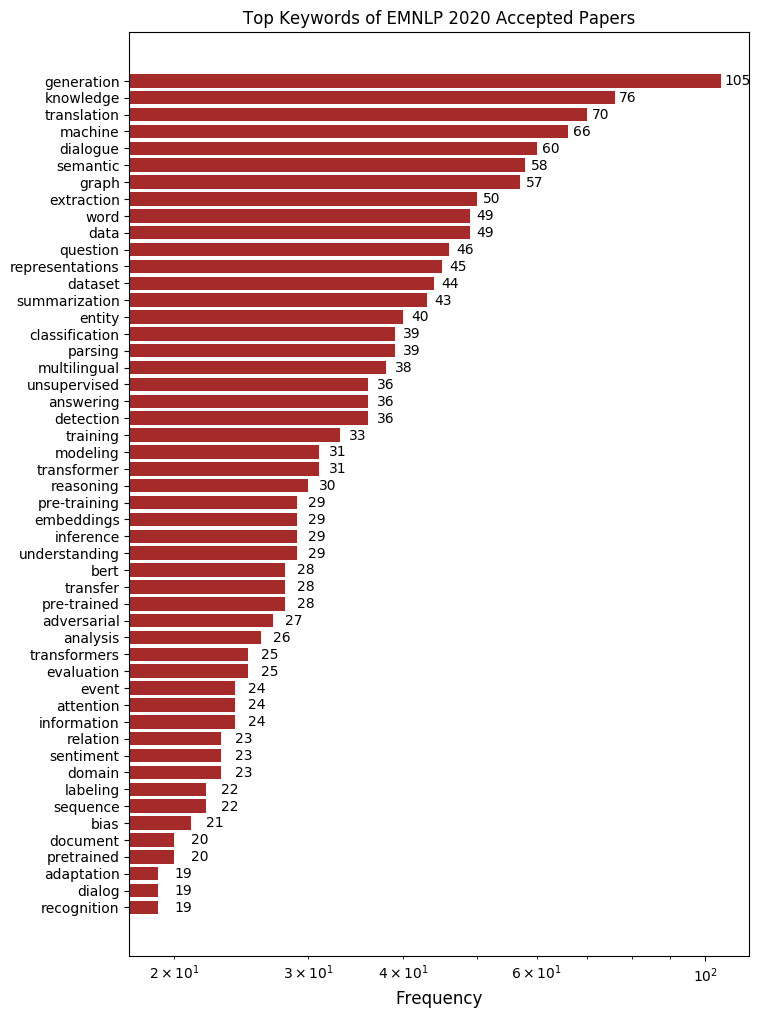 Top Keywords of EMNLP 2020 Accepted Papers
generation 105
knowledge 76
translation 70
machine 66
dialogue 60
semantic 58
graph 57
extraction 50
word 49
data 49
question 46
representations 45
dataset 44
summarization 43
entity 40
classification 39
parsing 39
multilingual 38
unsupervised 36
answering 36
detection 36
training 33
modeling 31
transformer 31
reasoning 30
pre-training 29
embeddings 29
inference 29
understanding 29
bert 28
transfer 28
pre-trained 28
adversarial 27
analysis 26
transformers 25
evaluation 25
event 24
attention 24
information 24
relation 23
sentiment 23
domain 23
labeling 22
sequence 22
bias 21
document 20
pretrained 20
adaptation 19
dialog 19
recognition 19
2 × 10¹ 3 × 10¹ 4 × 10¹ 6 × 10¹ 10²
Frequency